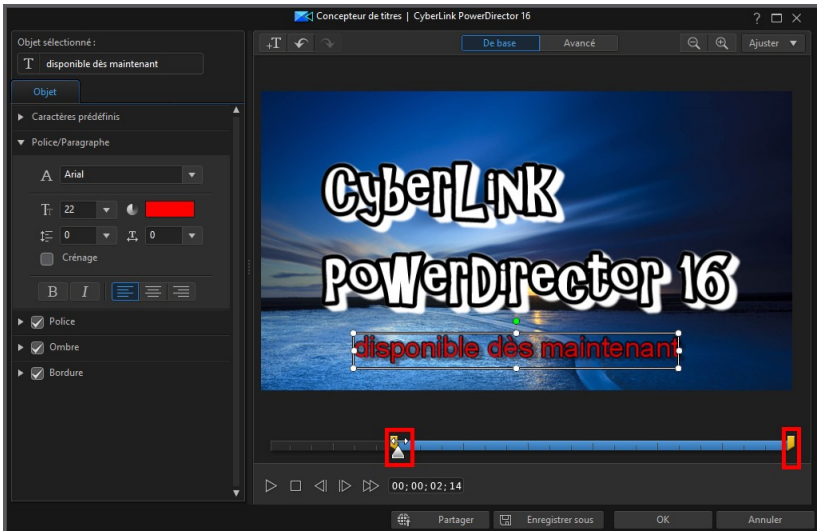 Concepteur de titres | CyberLink PowerDirector 16
Objet sélectionné :
T disponible dès maintenant
+T
De base
Avancé
Ajuster
Objet
Caractères prédéfinis
Police/Paragraphe
A Arial
22
0
0
Crénage
B I
Police
Ombre
Bordure
CyberLink
PowerDirector 16
disponible dès maintenant
00; 00; 02; 14
Partager
Enregistrer sous
OK
Annuler